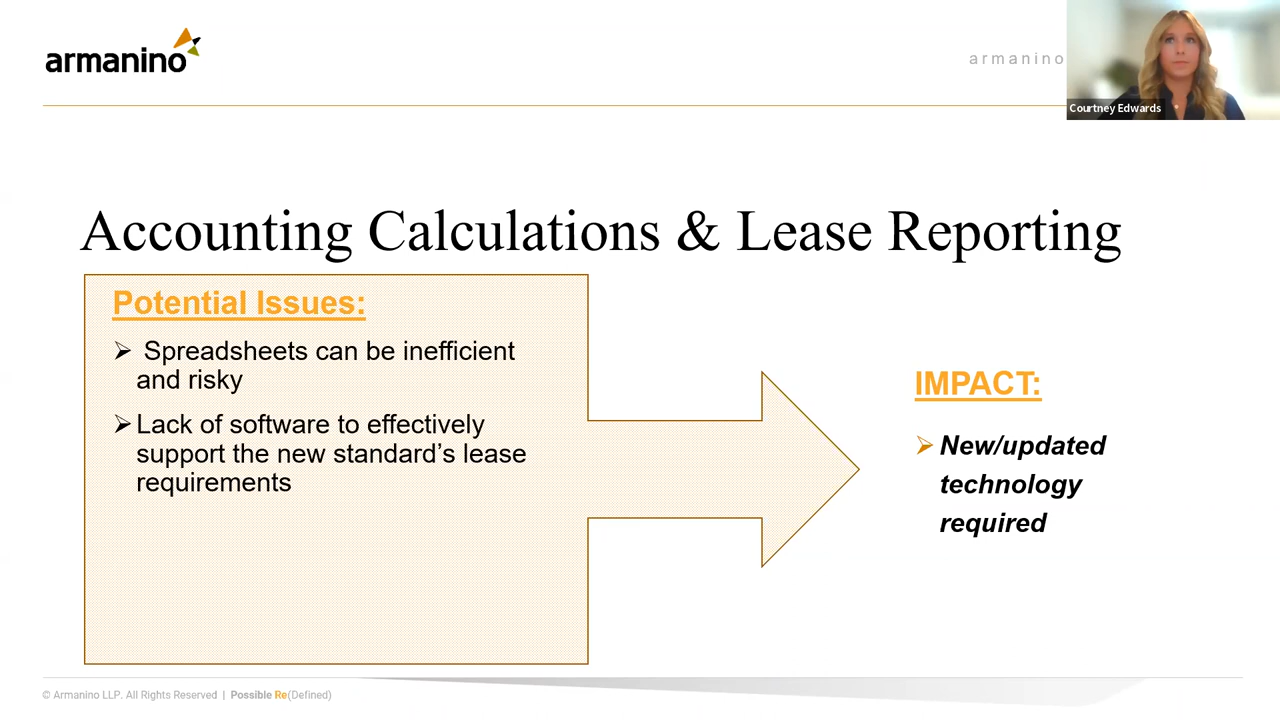 armanino
armanino
Courtney Edwards
Accounting Calculations & Lease Reporting
Potential Issues:
➢ Spreadsheets can be inefficient
and risky
➢ Lack of software to effectively
support the new standard’s lease
requirements
IMPACT:
➢ New/updated
technology
required
© Armanino LLP. All Rights Reserved | Possible Re(Defined)